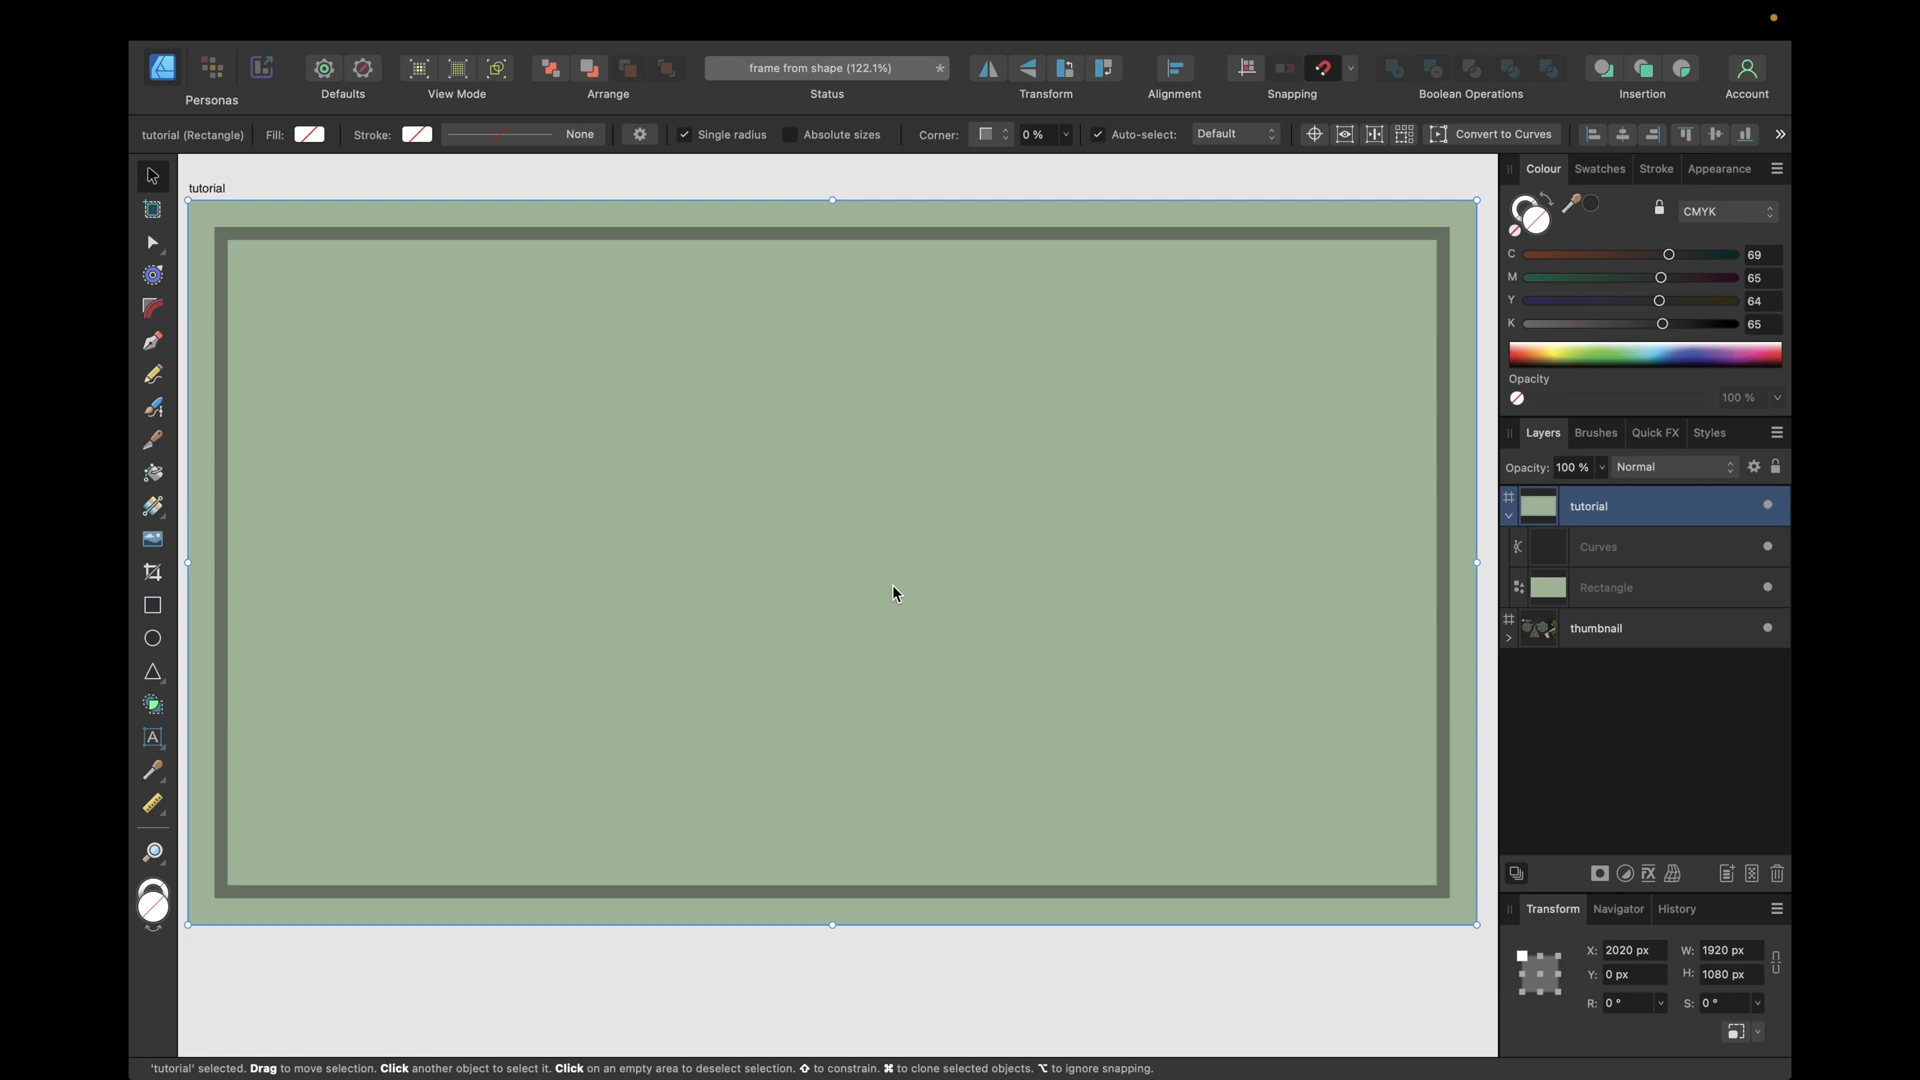 frame from shape (122.1%)
*
Personas
Defaults
View Mode
Arrange
Status
Transform
Alignment
Snapping
Boolean Operations
Insertion
Account
tutorial (Rectangle)
Fill:
Stroke:
None
Single radius
Absolute sizes
Corner:
0 %
Auto-select:
Default
Convert to Curves
tutorial
Colour
Swatches
Stroke
Appearance
CMYK
C
69
M
65
Y
64
K
65
Opacity
100 %
Layers
Brushes
Quick FX
Styles
Opacity:
100 %
Normal
tutorial
Curves
Rectangle
thumbnail
Transform
Navigator
History
X: 2020 px
W: 1920 px
Y: 0 px
H: 1080 px
R: 0 °
S: 0 °
'tutorial' selected. Drag to move selection. Click another object to select it. Click on an empty area to deselect selection. ⇧ to constrain. ⌘ to clone selected objects. ⌥ to ignore snapping.